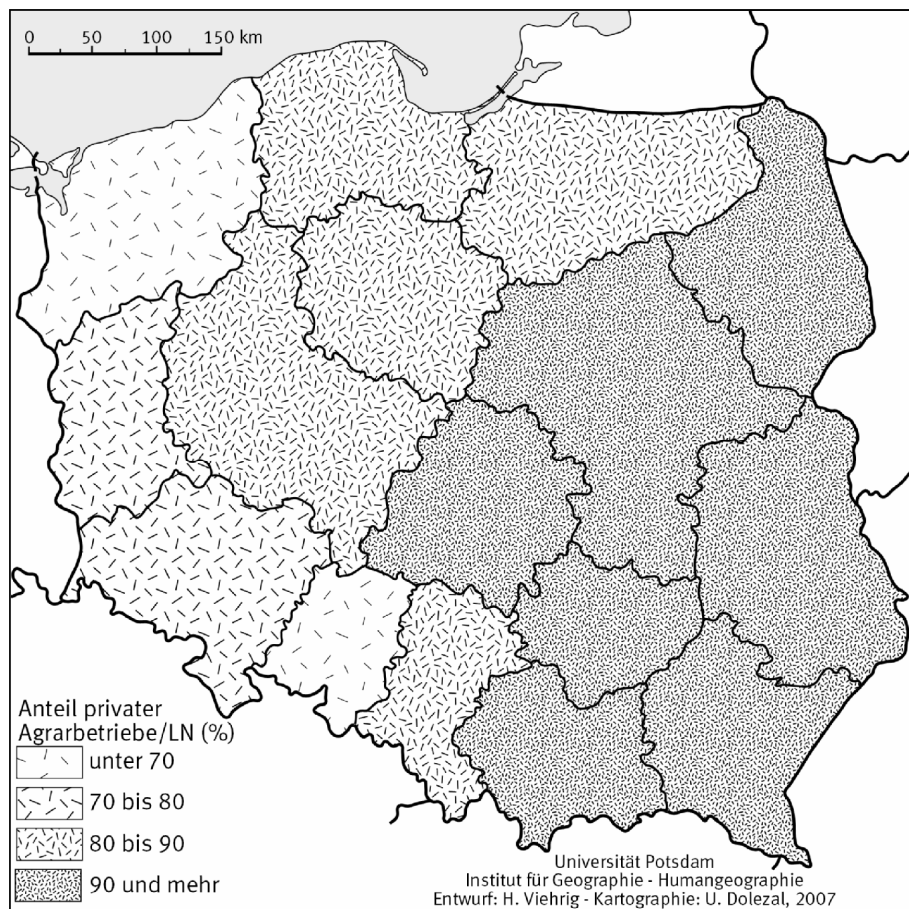 0 50 100 150 km
Anteil privater
Agrarbetriebe/LN (%)
unter 70
70 bis 80
80 bis 90
90 und mehr
Universität Potsdam
Institut für Geographie - Humangeographie
Entwurf: H. Viehrig - Kartographie: U. Dolezal, 2007